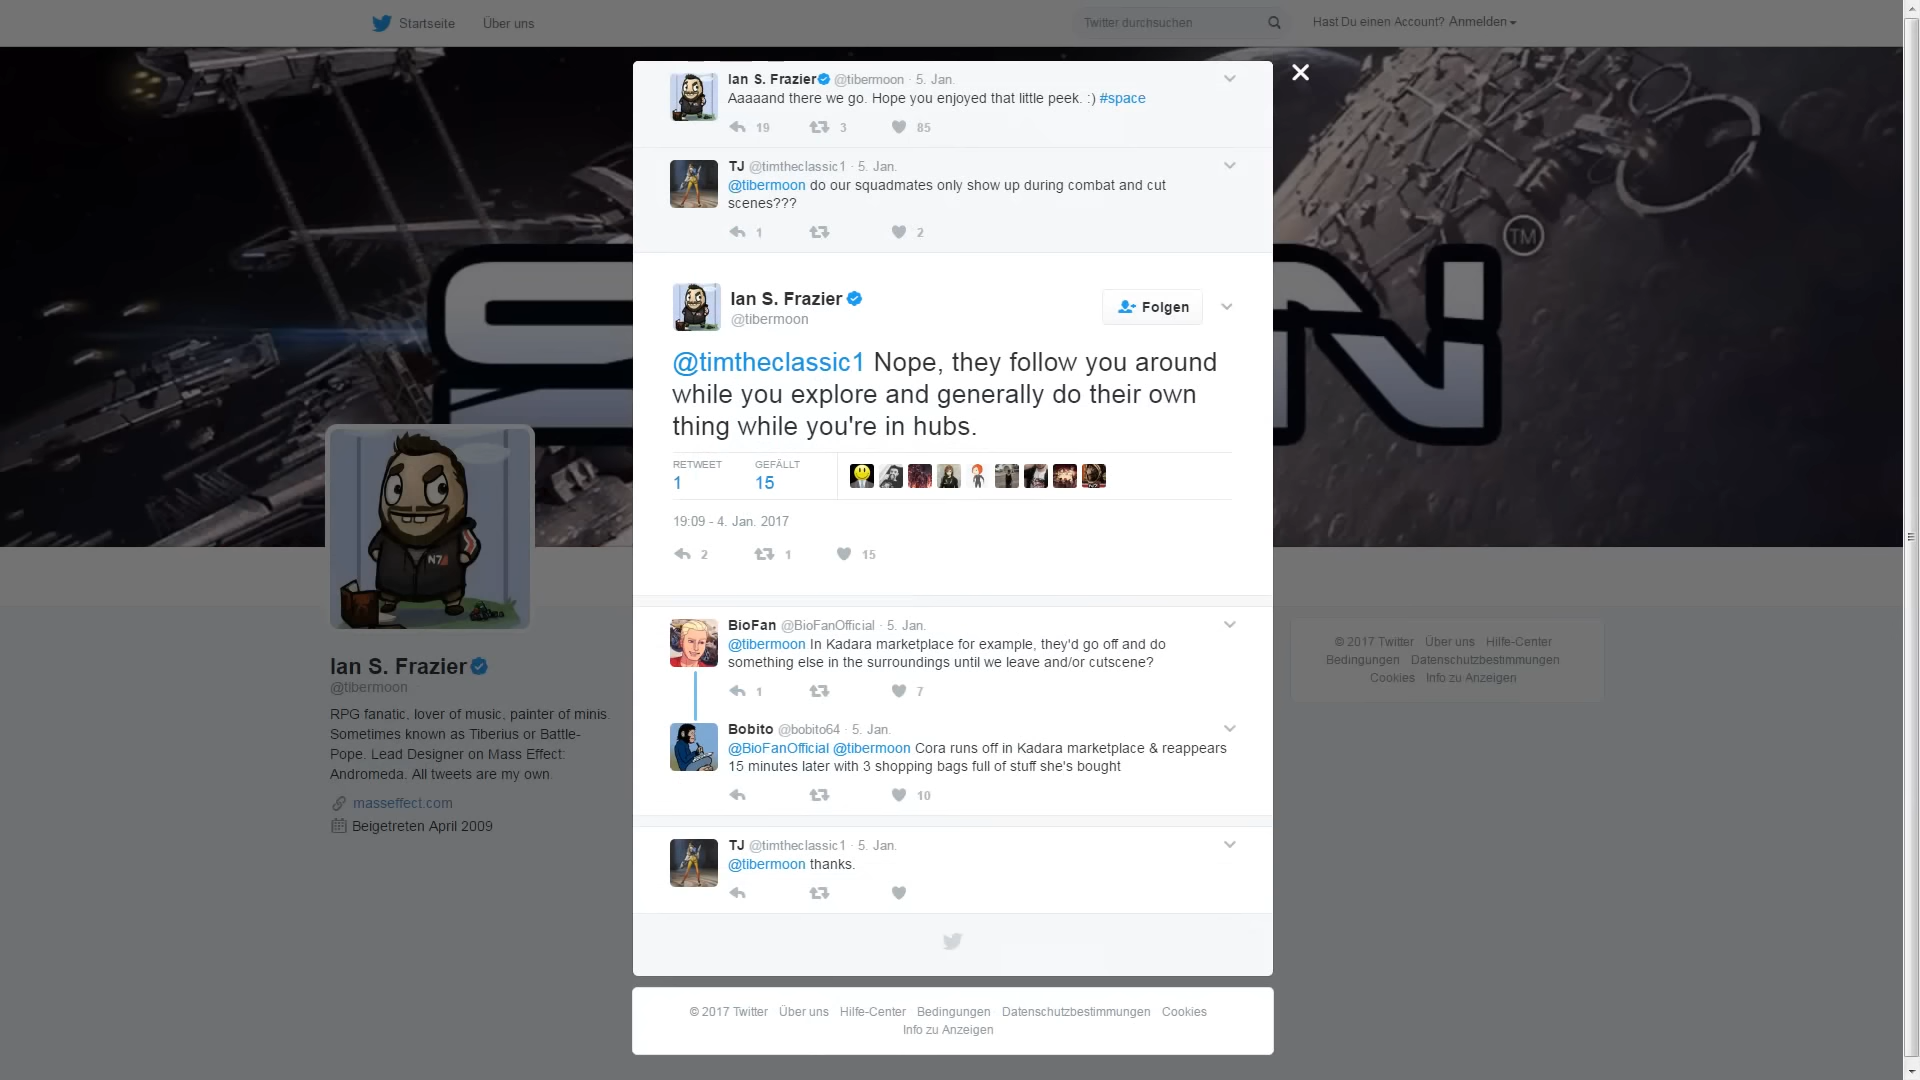 Startseite
Über uns
Twitter durchsuchen
Hast Du einen Account? Anmelden
Ian S. Frazier @tibermoon · 5. Jan.
Aaaaand there we go. Hope you enjoyed that little peek. :) #space
19 3 85
TJ @timtheclassic1 · 5. Jan.
@tibermoon do our squadmates only show up during combat and cut
scenes???
1 2
TM
Ian S. Frazier
@tibermoon
Folgen
@timtheclassic1 Nope, they follow you around
while you explore and generally do their own
thing while you're in hubs.
RETWEET GEFÄLLT
1 15
19:09 - 4. Jan. 2017
2 1 15
N7
BioFan @BioFanOfficial · 5. Jan.
@tibermoon In Kadara marketplace for example, they'd go off and do
something else in the surroundings until we leave and/or cutscene?
1 7
Bobito @bobito64 · 5. Jan.
@BioFanOfficial @tibermoon Cora runs off in Kadara marketplace & reappears
15 minutes later with 3 shopping bags full of stuff she's bought
10
TJ @timtheclassic1 · 5. Jan.
@tibermoon thanks.
Ian S. Frazier
@tibermoon
RPG fanatic, lover of music, painter of minis.
Sometimes known as Tiberius or Battle-
Pope. Lead Designer on Mass Effect:
Andromeda. All tweets are my own.
masseffect.com
Beigetreten April 2009
© 2017 Twitter Über uns Hilfe-Center
Bedingungen Datenschutzbestimmungen
Cookies Info zu Anzeigen
© 2017 Twitter Über uns Hilfe-Center Bedingungen Datenschutzbestimmungen Cookies
Info zu Anzeigen